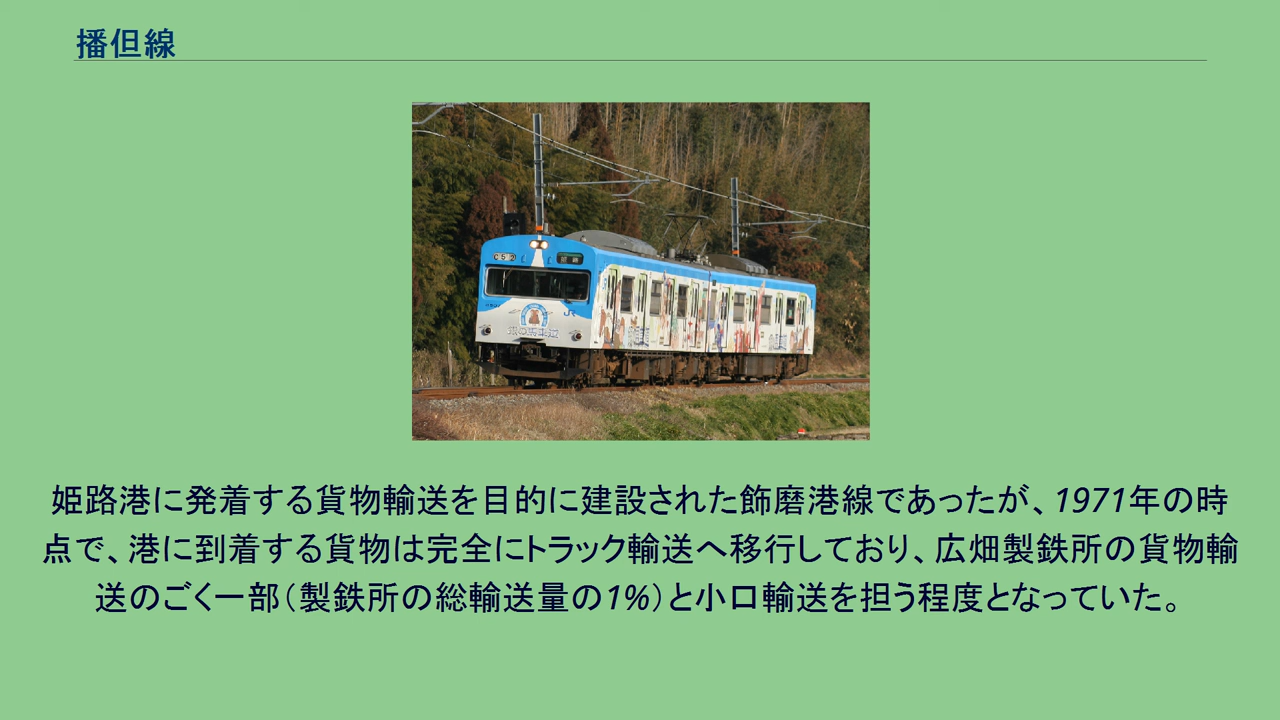 播但線
JR
姫路港に発着する貨物輸送を目的に建設された飾磨港線であったが、1971年の時
点で、港に到着する貨物は完全にトラック輸送へ移行しており、広畑製鉄所の貨物輸
送のごく一部（製鉄所の総輸送量の1%）と小口輸送を担う程度となっていた。